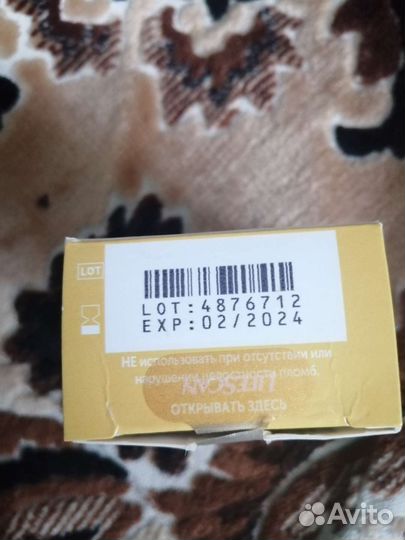 LOT
LOT:4876712
EXP:02/2024
НЕ использовать при отсутствии или
нарушении целостности пломб.
LIFESCAN
ОТКРЫВАТЬ ЗДЕСЬ
Avito